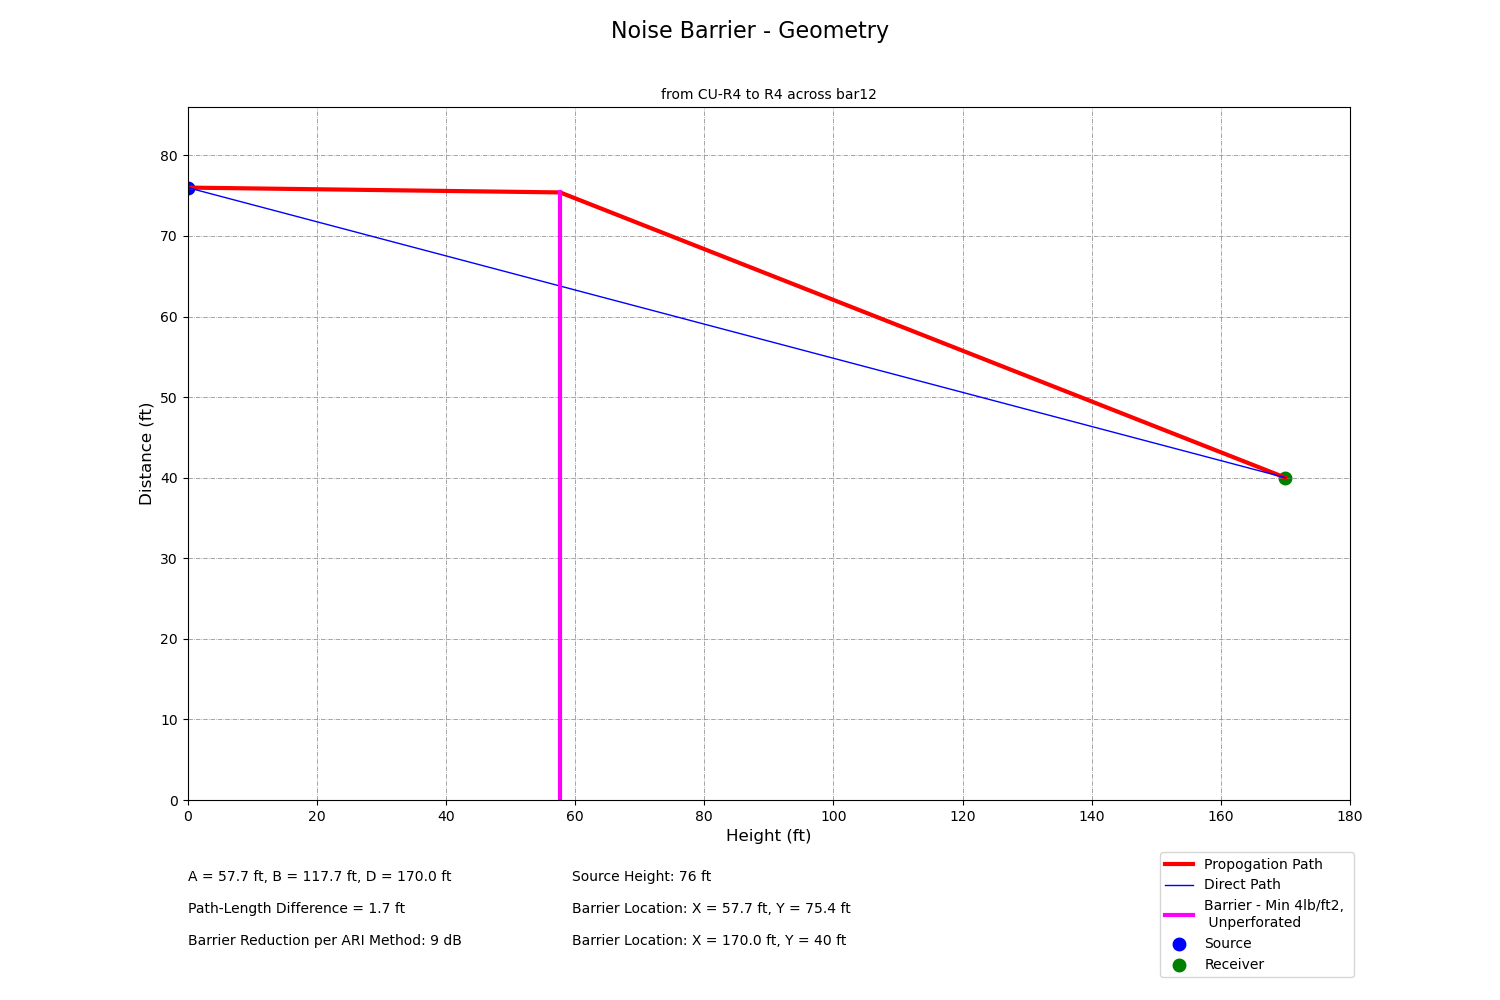 Noise Barrier - Geometry
from CU-R4 to R4 across bar12
80
70
60
50
40
30
20
10
0
Distance (ft)
0 20 40 60 80 100 120 140 160 180
Height (ft)
A = 57.7 ft, B = 117.7 ft, D = 170.0 ft
Path-Length Difference = 1.7 ft
Barrier Reduction per ARI Method: 9 dB
Source Height: 76 ft
Barrier Location: X = 57.7 ft, Y = 75.4 ft
Barrier Location: X = 170.0 ft, Y = 40 ft
Propogation Path
Direct Path
Barrier - Min 4lb/ft2,
Unperforated
Source
Receiver